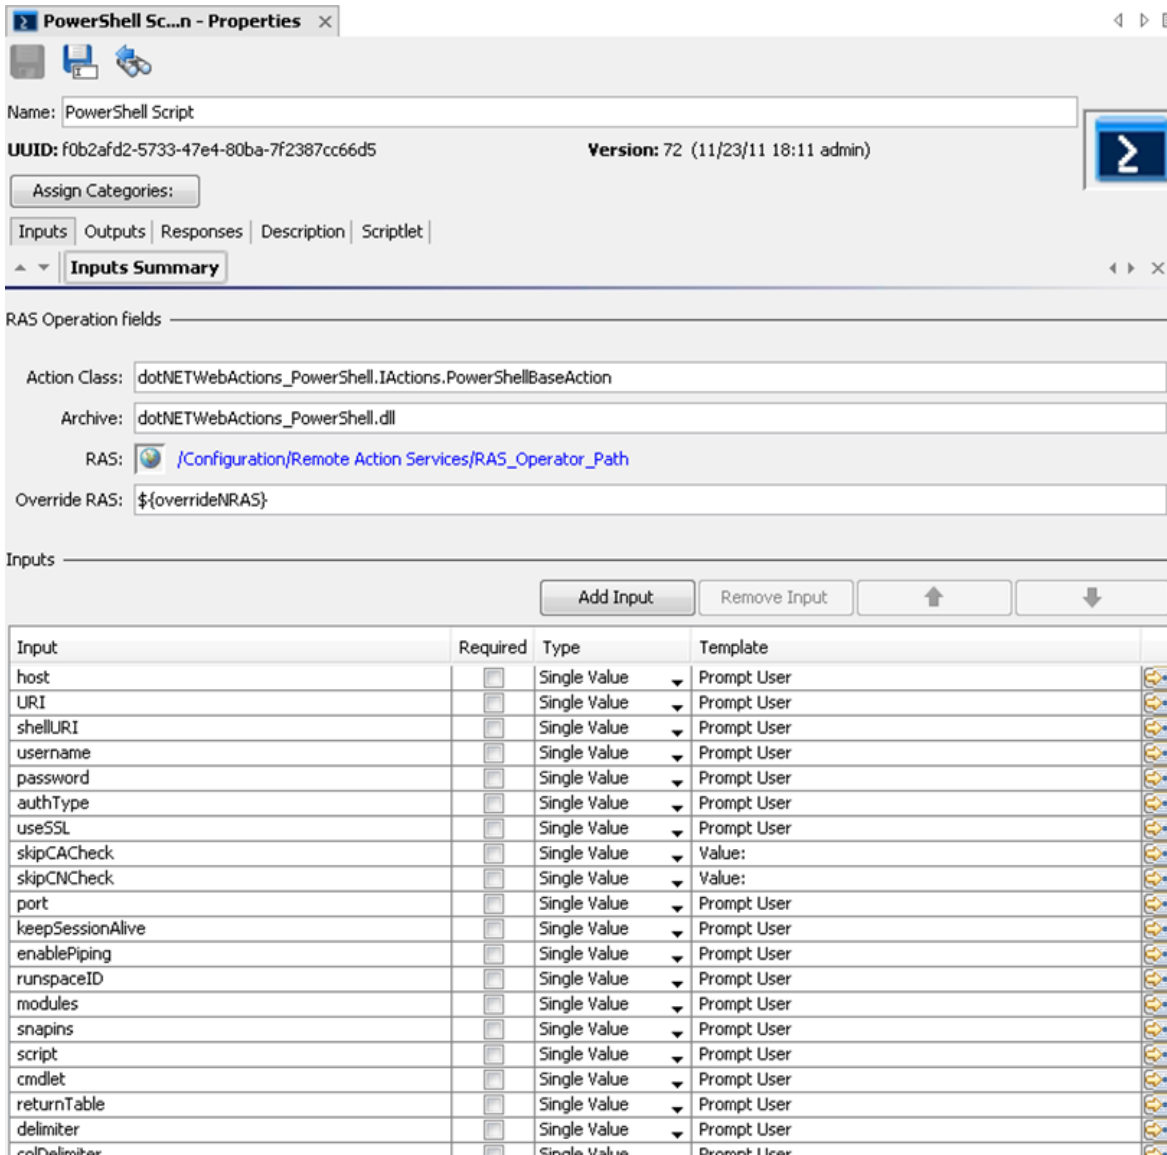 PowerShell Sc...n - Properties
Name: PowerShell Script
UUID: f0b2afd2-5733-47e4-80ba-7f2387cc66d5 Version: 72 (11/23/11 18:11 admin)
Assign Categories:
Inputs Outputs Responses Description Scriptlet
Inputs Summary
RAS Operation fields
Action Class: dotNETWebActions_PowerShell.IActions.PowerShellBaseAction
Archive: dotNETWebActions_PowerShell.dll
RAS: /Configuration/Remote Action Services/RAS_Operator_Path
Override RAS: ${overrideNRAS}
Inputs
Add Input Remove Input
Input Required Type Template
host Single Value Prompt User
URI Single Value Prompt User
shellURI Single Value Prompt User
username Single Value Prompt User
password Single Value Prompt User
authType Single Value Prompt User
useSSL Single Value Prompt User
skipCACheck Single Value Value:
skipCNCheck Single Value Value:
port Single Value Prompt User
keepSessionAlive Single Value Prompt User
enablePiping Single Value Prompt User
runspaceID Single Value Prompt User
modules Single Value Prompt User
snapins Single Value Prompt User
script Single Value Prompt User
cmdlet Single Value Prompt User
returnTable Single Value Prompt User
delimiter Single Value Prompt User
colDelimiter Single Value Prompt User